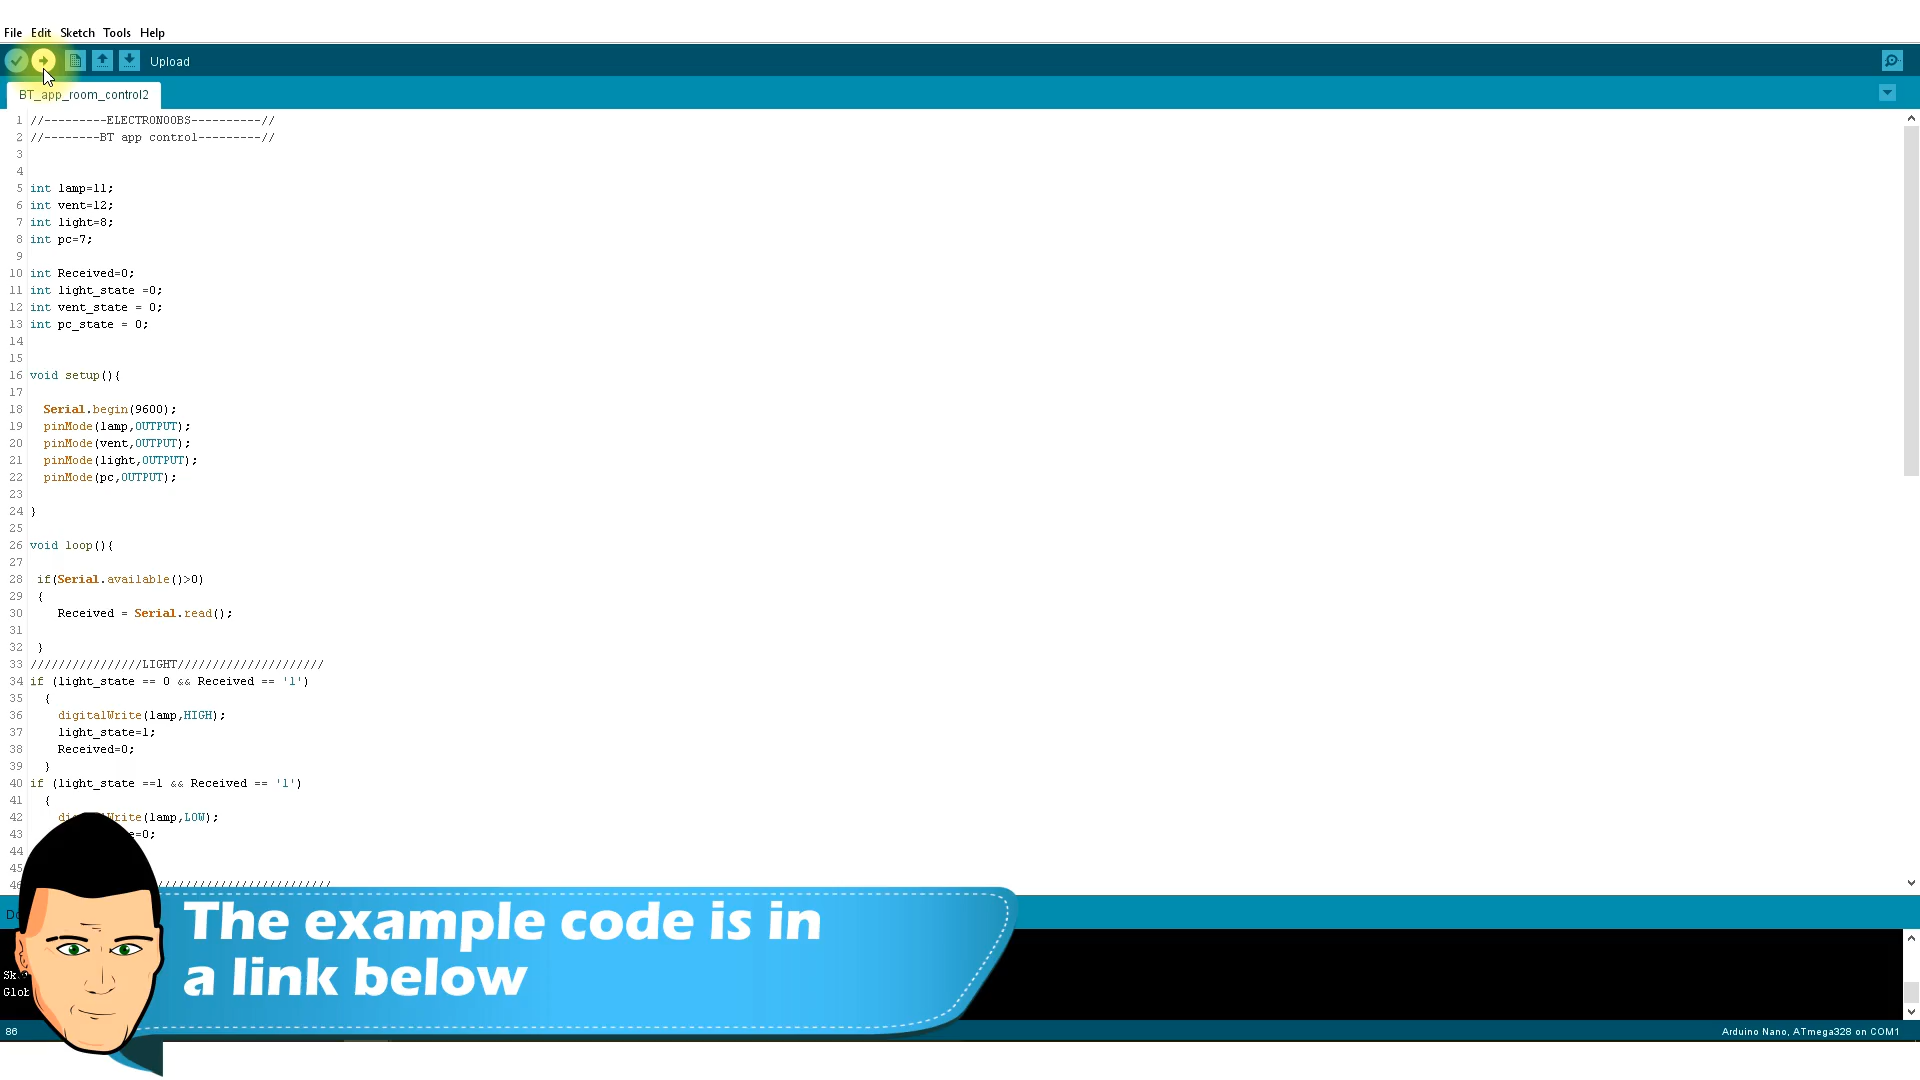 File Edit Sketch Tools Help
Upload
BT_app_room_control2
1 //---------ELECTRONOOBS----------//
2 //--------BT app control---------//
3
4
5 int lamp=11;
6 int vent=12;
7 int light=8;
8 int pc=7;
9
10 int Received=0;
11 int light_state =0;
12 int vent_state = 0;
13 int pc_state = 0;
14
15
16 void setup(){
17
18 Serial.begin(9600);
19 pinMode(lamp,OUTPUT);
20 pinMode(vent,OUTPUT);
21 pinMode(light,OUTPUT);
22 pinMode(pc,OUTPUT);
23
24 }
25
26 void loop(){
27
28 if(Serial.available()>0)
29 {
30 Received = Serial.read();
31
32 }
33 ////////////////LIGHT/////////////////////
34 if (light_state == 0 && Received == '1')
35 {
36 digitalWrite(lamp,HIGH);
37 light_state=1;
38 Received=0;
39 }
40 if (light_state ==1 && Received == '1')
41 {
42 digitalWrite(lamp,LOW);
43 e=0;
44
45
46 /////////////////////////
The example code is in
a link below
86
Arduino Nano, ATmega328 on COM1